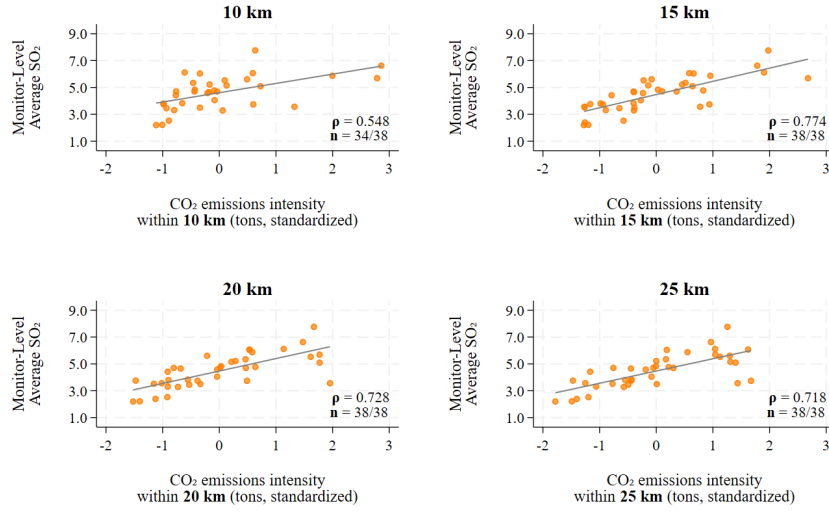 10 km
Monitor-Level
Average SO₂
9.0
7.0
5.0
3.0
1.0
ρ = 0.548
n = 34/38
-2 -1 0 1 2 3
CO₂ emissions intensity
within 10 km (tons, standardized)
15 km
Monitor-Level
Average SO₂
9.0
7.0
5.0
3.0
1.0
ρ = 0.774
n = 38/38
-2 -1 0 1 2 3
CO₂ emissions intensity
within 15 km (tons, standardized)
20 km
Monitor-Level
Average SO₂
9.0
7.0
5.0
3.0
1.0
ρ = 0.728
n = 38/38
-2 -1 0 1 2 3
CO₂ emissions intensity
within 20 km (tons, standardized)
25 km
Monitor-Level
Average SO₂
9.0
7.0
5.0
3.0
1.0
ρ = 0.718
n = 38/38
-2 -1 0 1 2 3
CO₂ emissions intensity
within 25 km (tons, standardized)